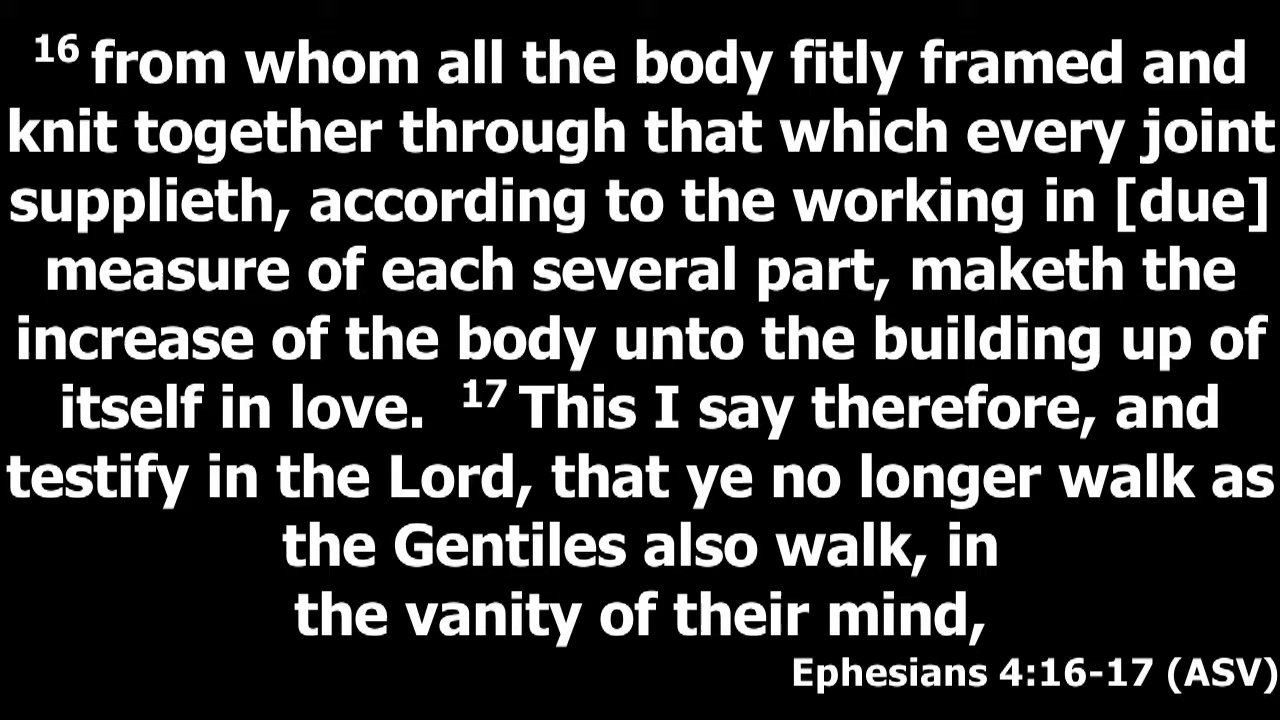 16 from whom all the body fitly framed and
knit together through that which every joint
supplieth, according to the working in [due]
measure of each several part, maketh the
increase of the body unto the building up of
itself in love. 17 This I say therefore, and
testify in the Lord, that ye no longer walk as
the Gentiles also walk, in
the vanity of their mind,
Ephesians 4:16-17 (ASV)